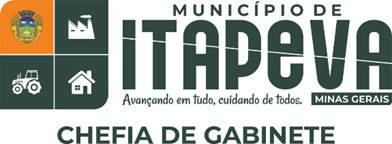 MUNICÍPIO DE
ITAPEVA
Avançando em tudo, cuidando de todos.
MINAS GERAIS
CHEFIA DE GABINETE